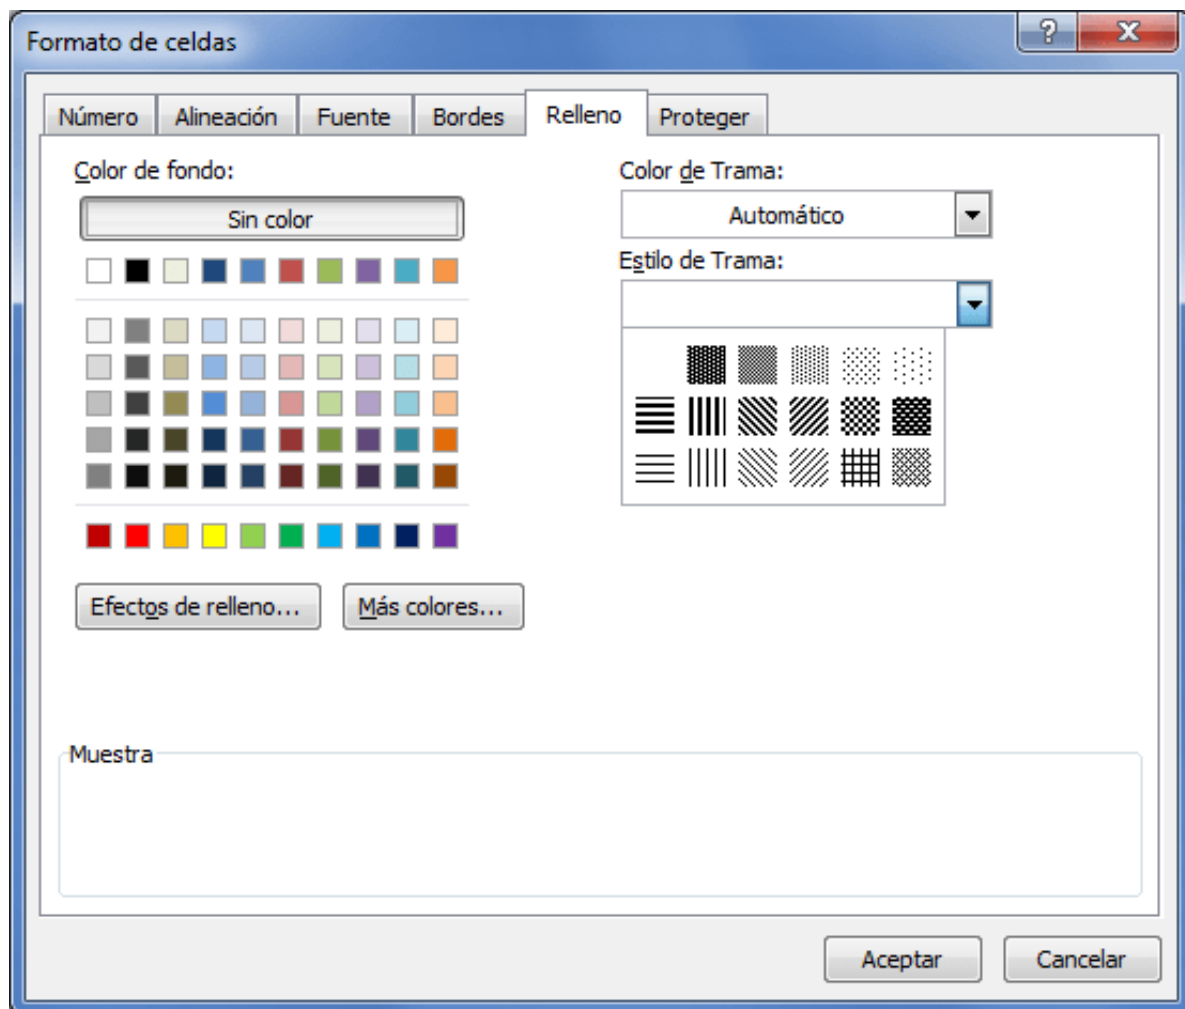 Formato de celdas
?
Número Alineación Fuente Bordes Relleno Proteger
Color de fondo:
Sin color
Color de Trama:
Automático
Estilo de Trama:
Efectos de relleno...
Más colores...
Muestra
Aceptar
Cancelar